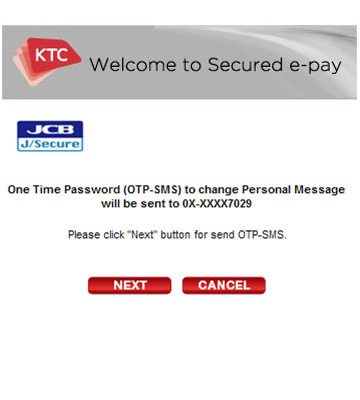 KTC
Welcome to Secured e-pay
JCB
J/Secure
One Time Password (OTP-SMS) to change Personal Message
will be sent to 0X-XXXX7029
Please click "Next" button for send OTP-SMS.
NEXT CANCEL